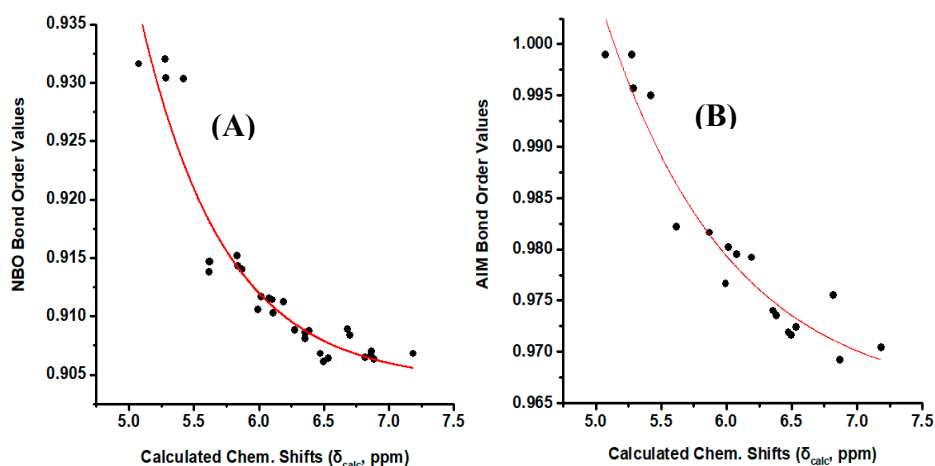 0.935
0.930
0.925
0.920
0.915
0.910
0.905
NBO Bond Order Values
(A)
5.0 5.5 6.0 6.5 7.0 7.5
Calculated Chem. Shifts (δcalc, ppm)
1.000
0.995
0.990
0.985
0.980
0.975
0.970
0.965
AIM Bond Order Values
(B)
5.0 5.5 6.0 6.5 7.0 7.5
Calculated Chem. Shifts (δcalc, ppm)